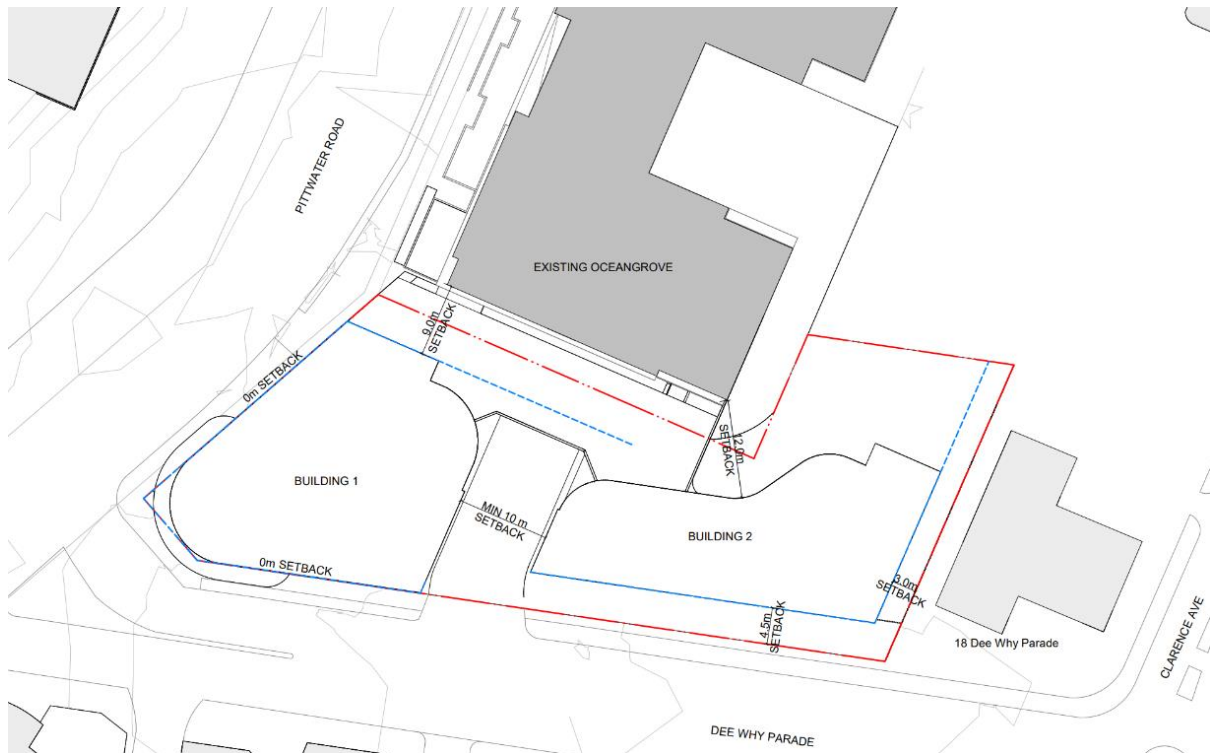 PITTWATER ROAD
EXISTING OCEANGROVE
9.0m
SETBACK
0m SETBACK
12.0m
SETBACK
BUILDING 1
MIN 10 m
SETBACK
BUILDING 2
0m SETBACK
3.0m
SETBACK
4.5m
SETBACK
18 Dee Why Parade
CLARENCE AVE
DEE WHY PARADE